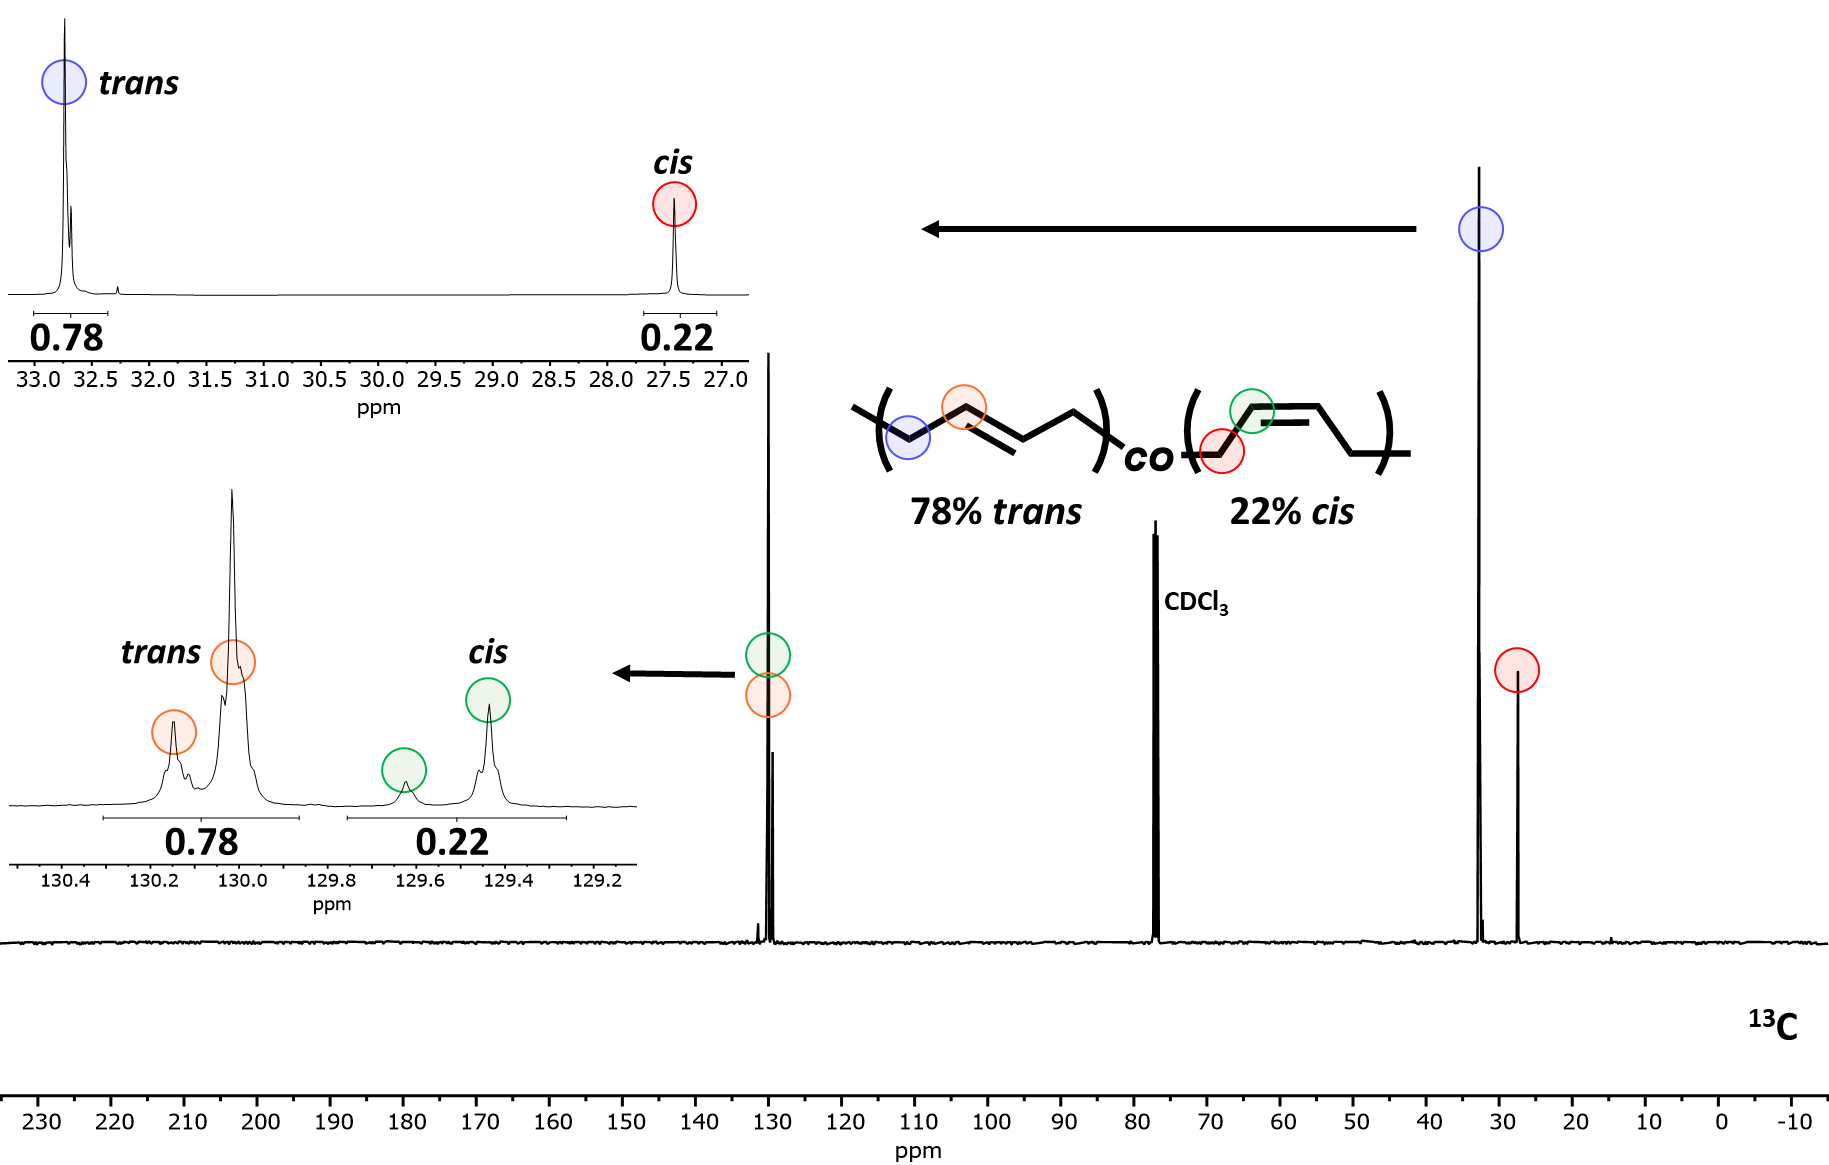 trans
cis
0.78
0.22
33.0 32.5 32.0 31.5 31.0 30.5 30.0 29.5 29.0 28.5 28.0 27.5 27.0
ppm
co
78% trans
22% cis
CDCl₃
trans
cis
0.78
0.22
130.4 130.2 130.0 129.8 129.6 129.4 129.2
ppm
¹³C
230 220 210 200 190 180 170 160 150 140 130 120 110 100 90 80 70 60 50 40 30 20 10 0 -10
ppm